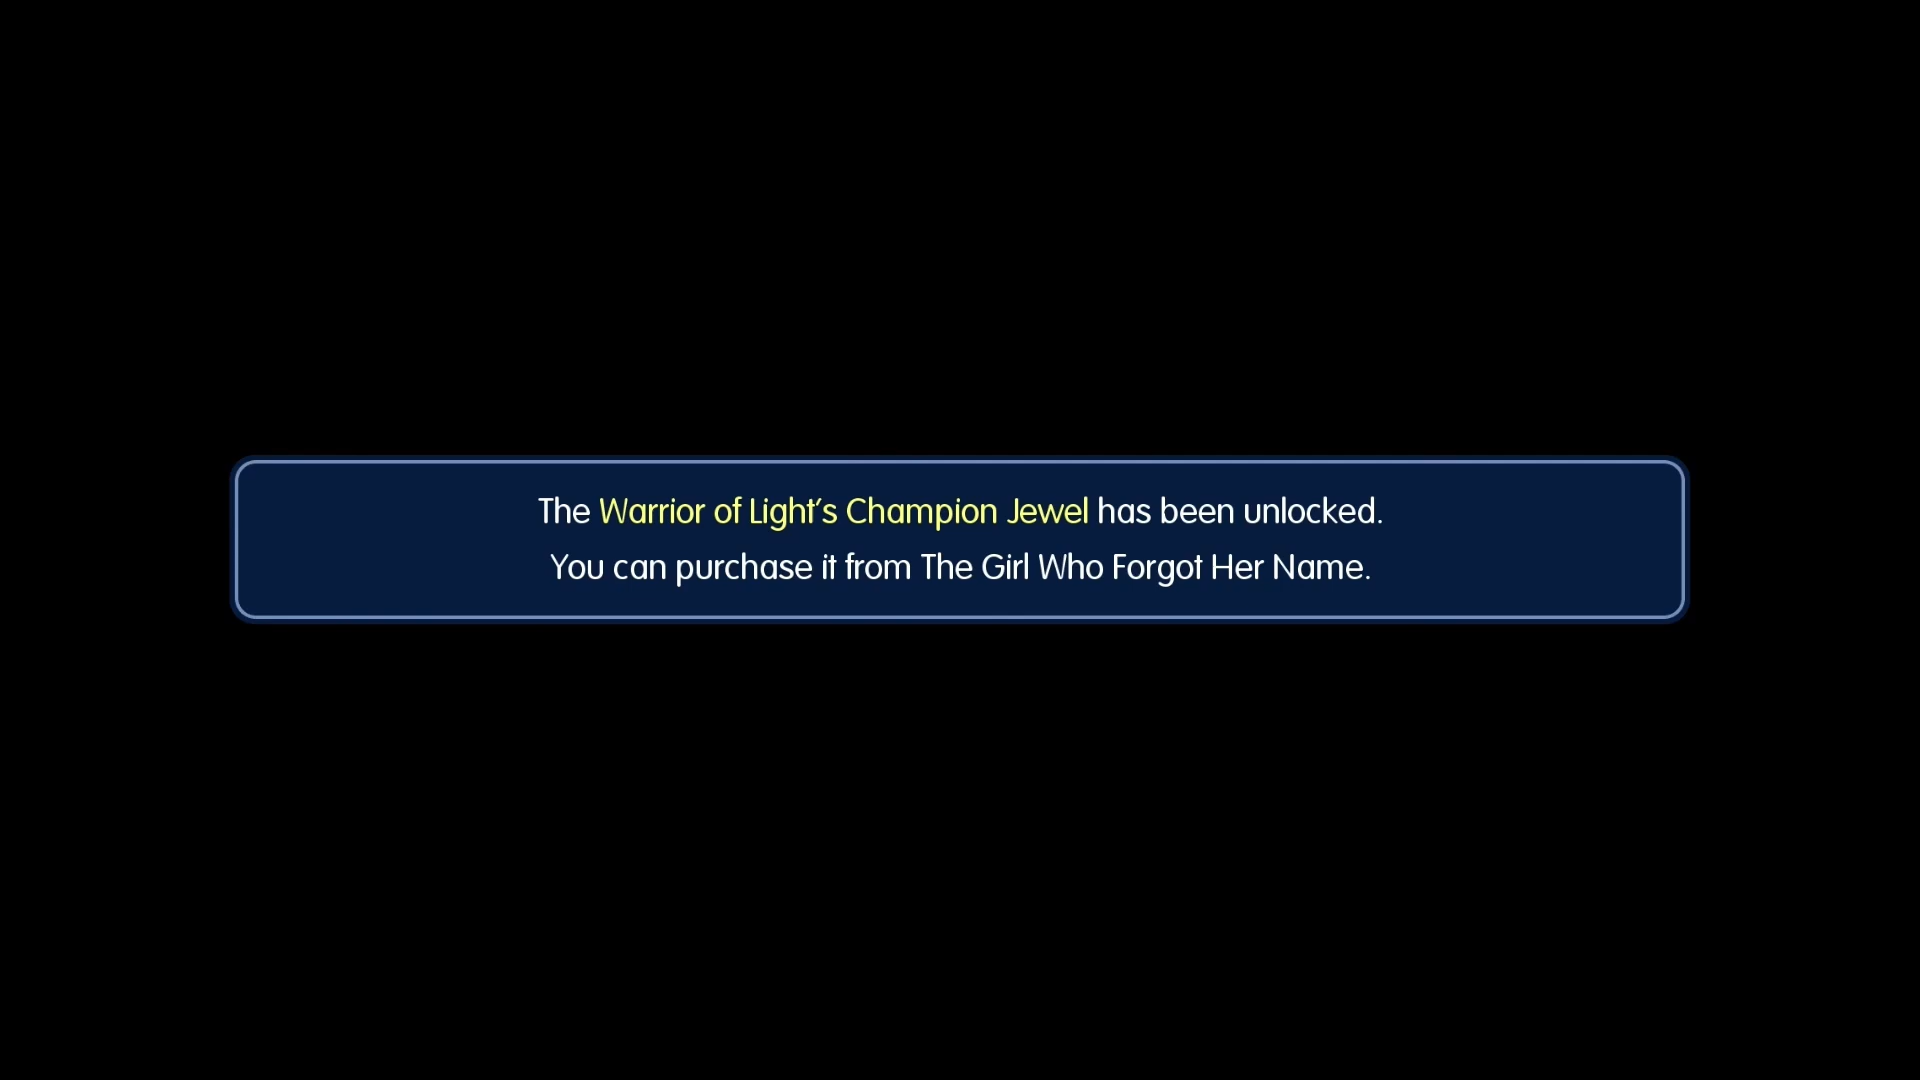 The Warrior of Light's Champion Jewel has been unlocked.
You can purchase it from The Girl Who Forgot Her Name.